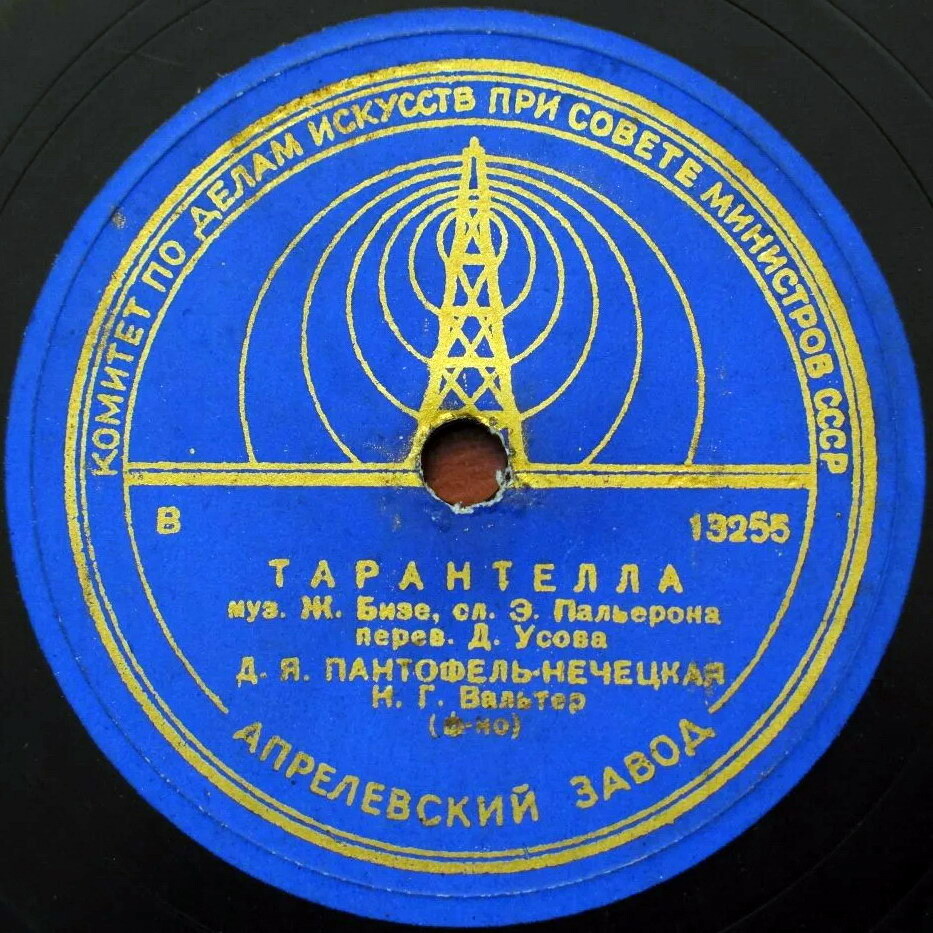 КОМИТЕТ ПО ДЕЛАМ ИСКУССТВ ПРИ СОВЕТЕ МИНИСТРОВ СССР
В 13255
ТАРАНТЕЛЛА
муз. Ж. Бизе, сл. Э. Пальерона
перев. Д. Усова
Д. Я. ПАНТОФЕЛЬ-НЕЧЕЦКАЯ
Н. Г. Вальтер
(ф-но)
АПРЕЛЕВСКИЙ ЗАВОД